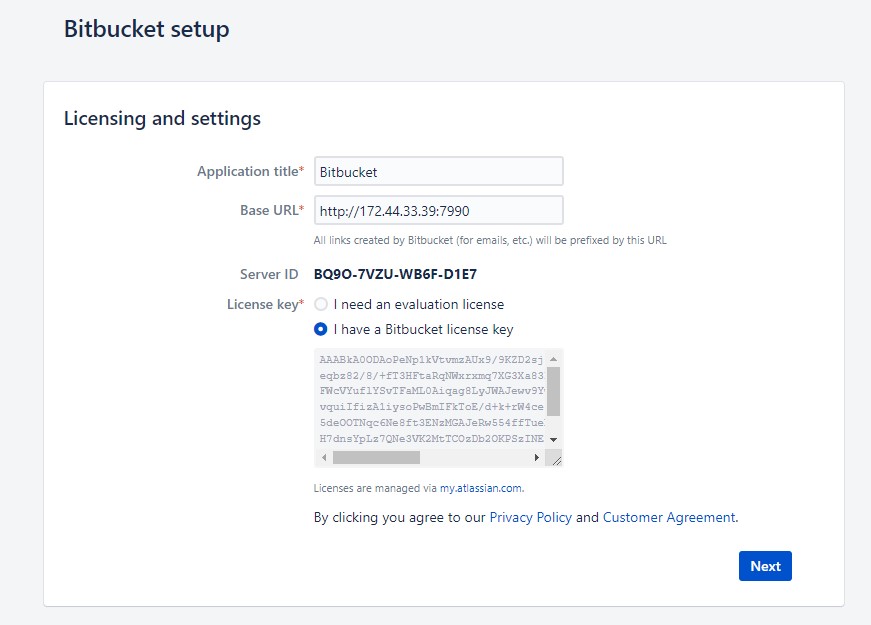 Bitbucket setup
Licensing and settings
Application title*
Bitbucket
Base URL*
http://172.44.33.39:7990
All links created by Bitbucket (for emails, etc.) will be prefixed by this URL
Server ID
BQ9O-7VZU-WB6F-D1E7
License key*
I need an evaluation license
I have a Bitbucket license key
AAABkA0ODAoPeNp1kVtvmzAUx9/9KZD2sj
eqbz82/8/+fT3HFtaRqNWxrxmq7XG3Xa83
FWcVYuflYSvTFaML0Aiqag8LyJWAJewv9Y
vquiIfizAliysoPwBmIFkToE/d+k+rW4ce
5deOOTNqc6Ne8ft3ENzMGAJeRw554ffTue
H7dnsYpLz7QNe3VK2MtTCOzDb2OKPSzINE
Licenses are managed via my.atlassian.com.
By clicking you agree to our Privacy Policy and Customer Agreement.
Next